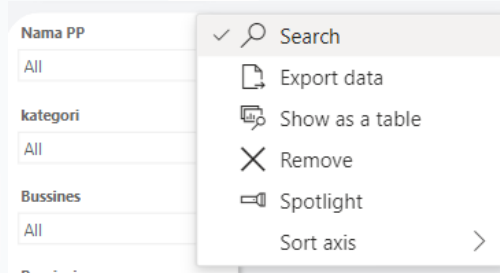 Nama PP
All
kategori
All
Bussines
All
Search
Export data
Show as a table
Remove
Spotlight
Sort axis